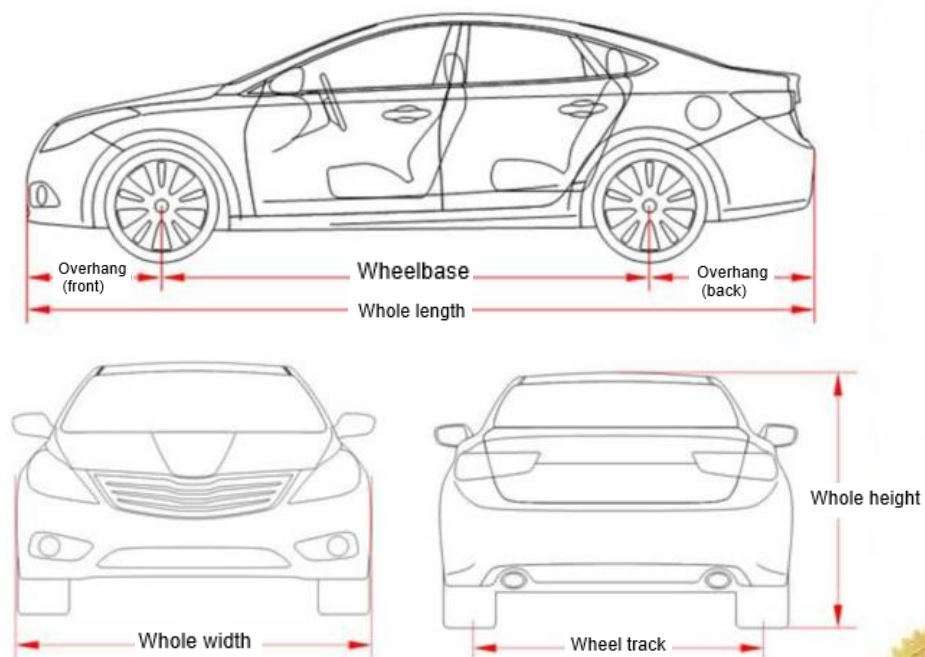 Overhang
(front)
Wheelbase
Overhang
(back)
Whole length
Whole height
Whole width
Wheel track